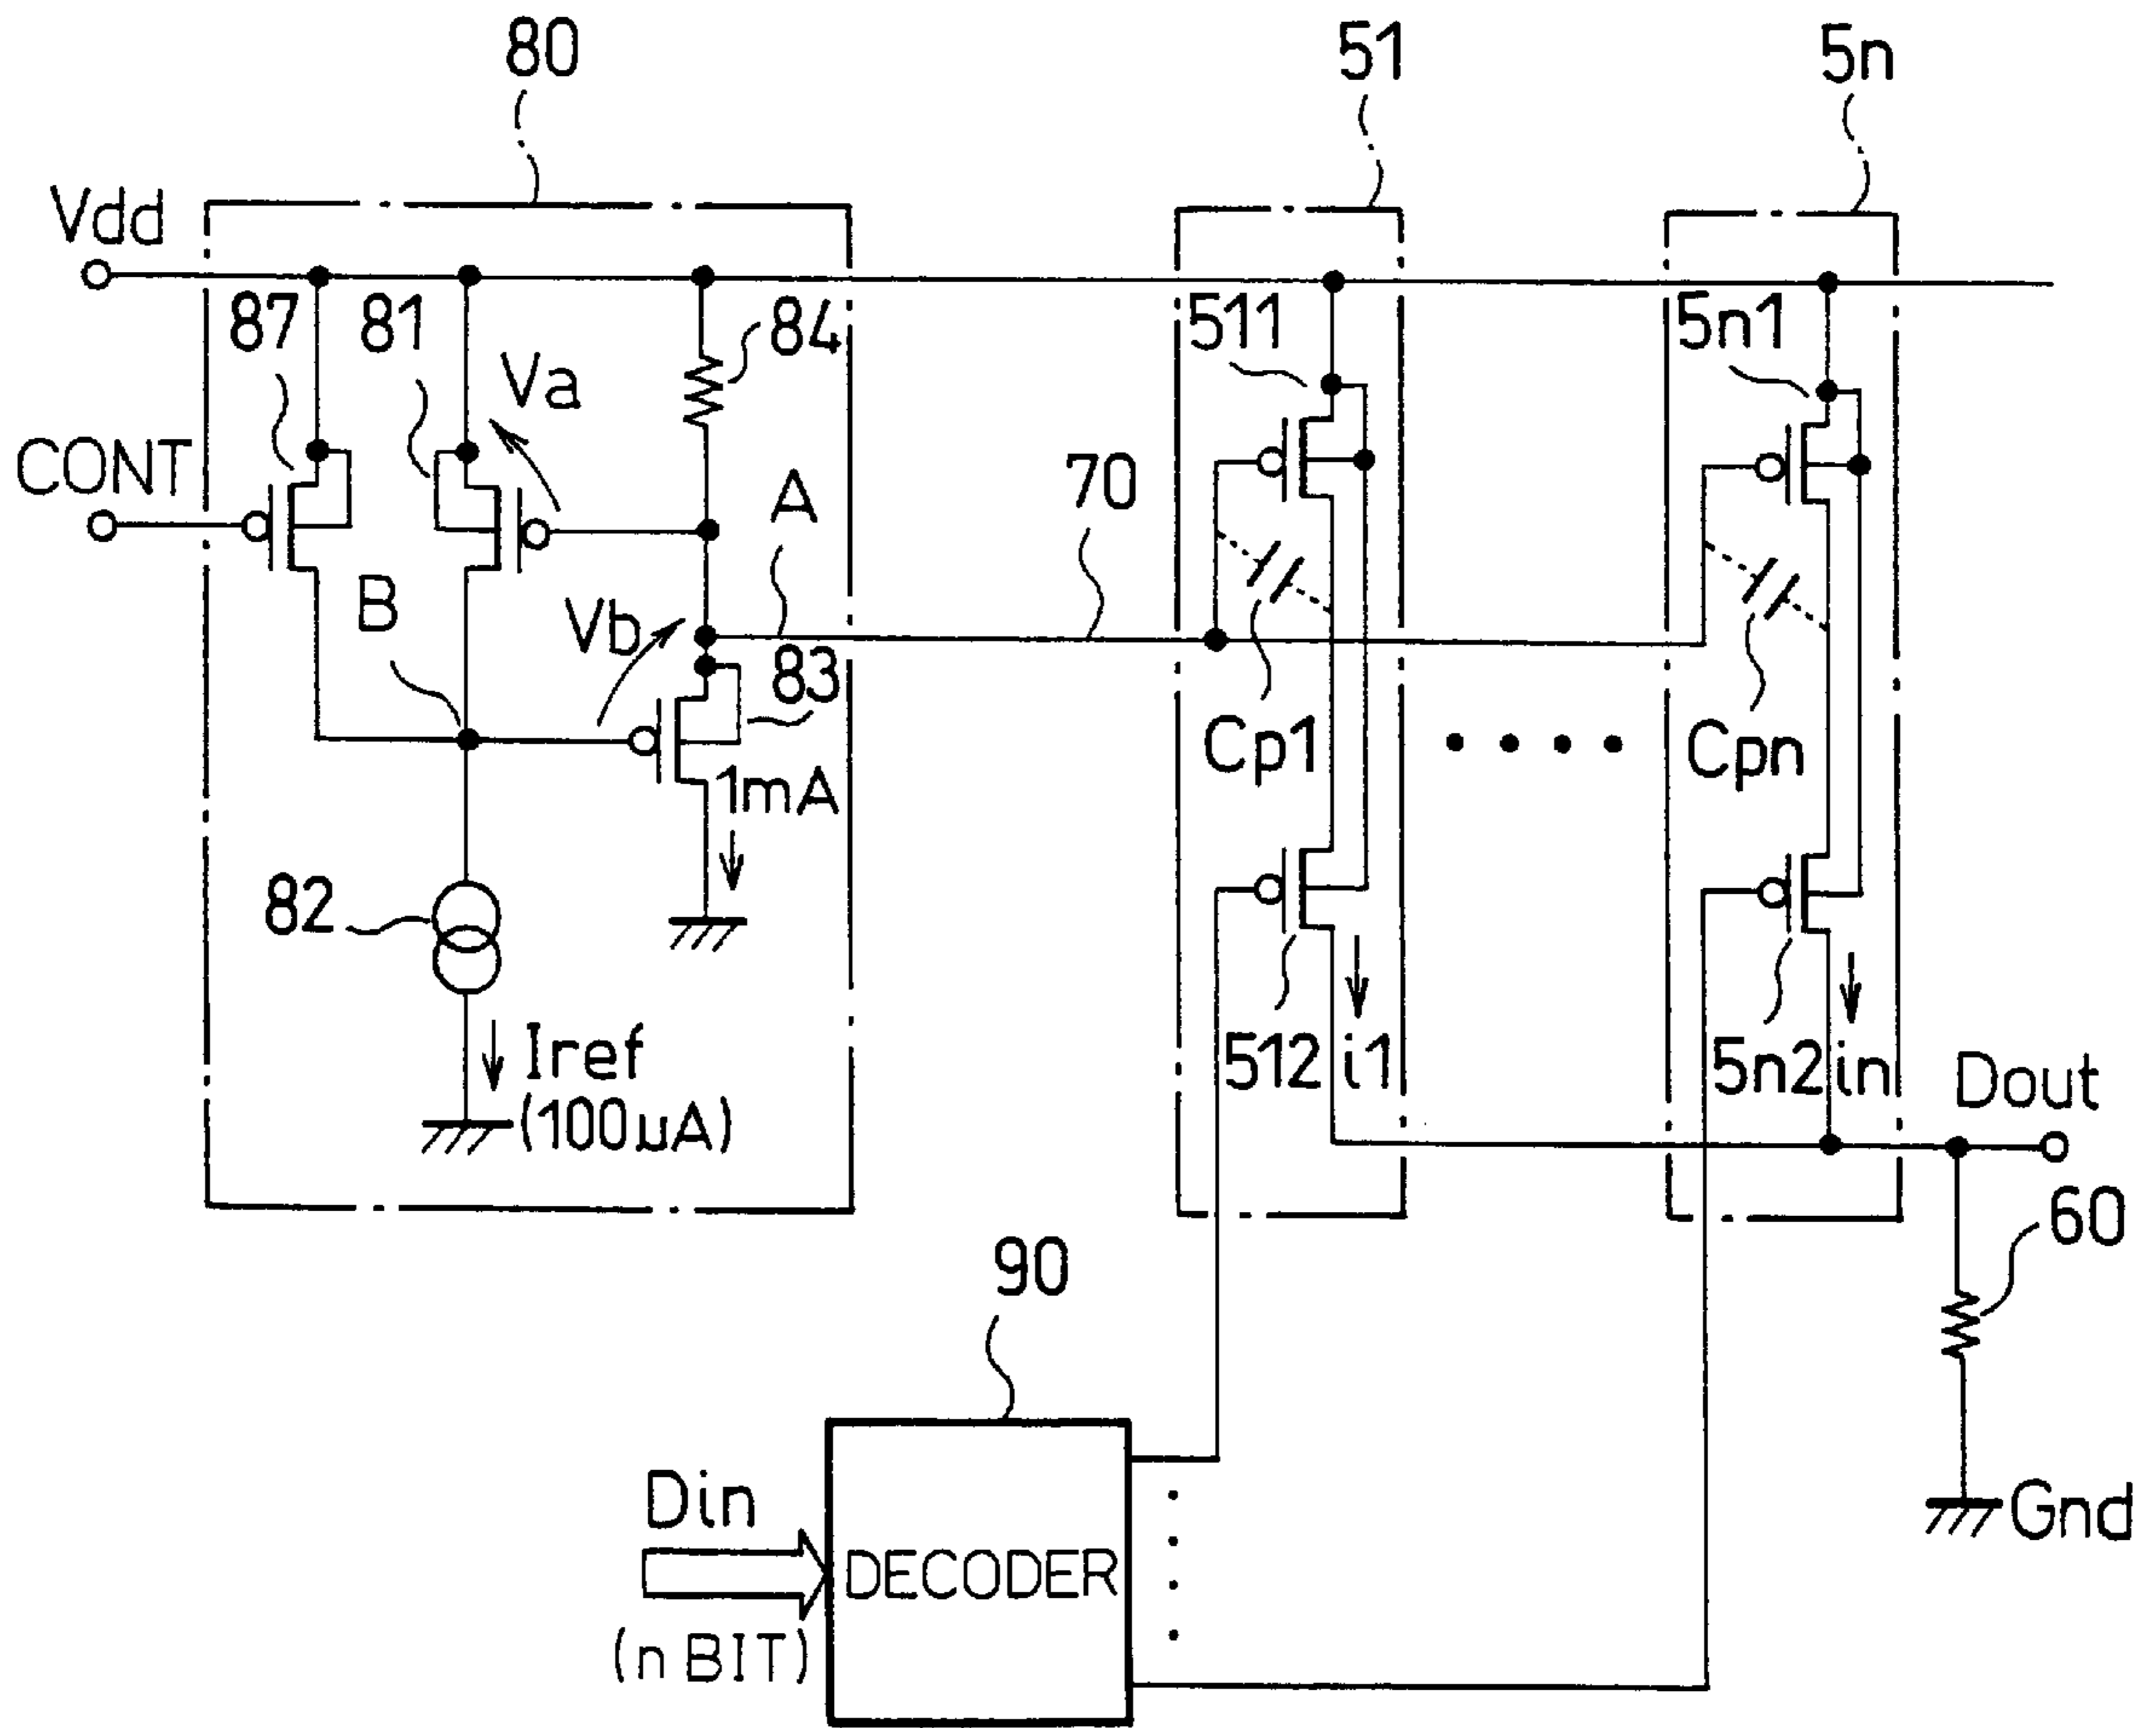 80
51
5n
Vdd
87
81
84
511
5n1
Va
CONT
70
A
B
Vb
83
Cp1
Cpn
1mA
82
Iref
(100μA)
512
i1
5n2
in
Dout
60
90
Din
DECODER
(n BIT)
Gnd